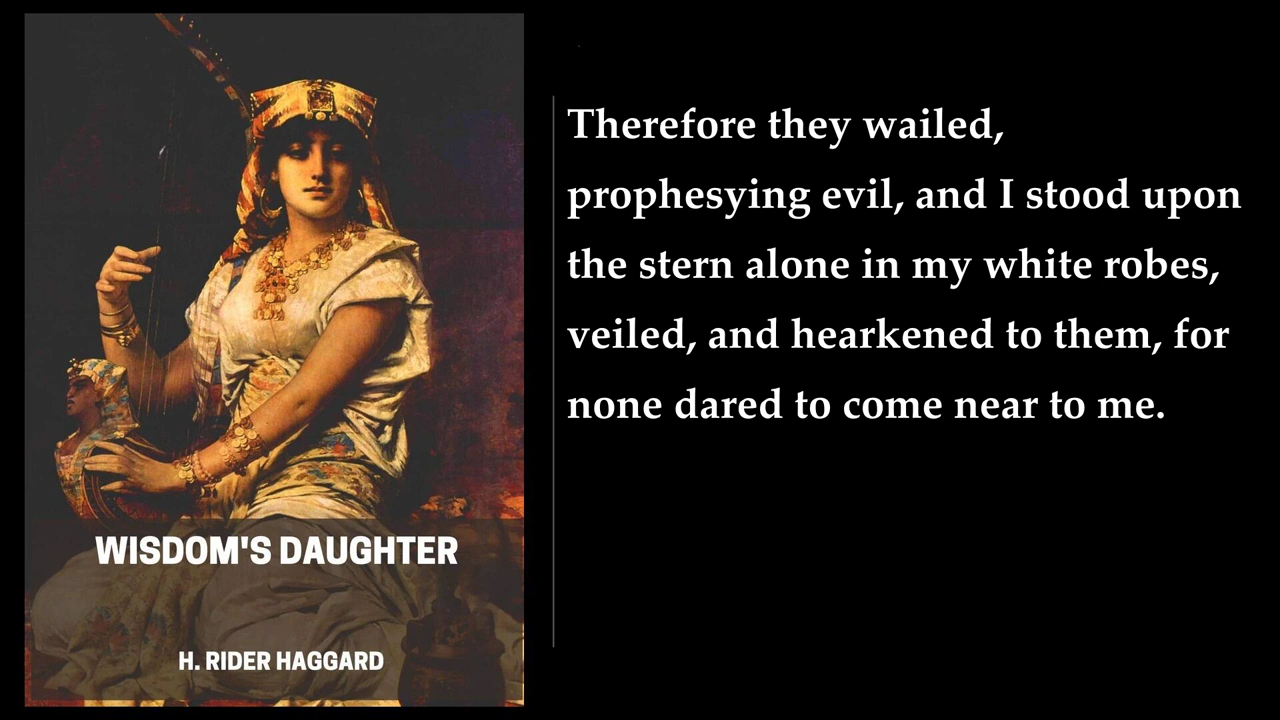 WISDOM'S DAUGHTER
H. RIDER HAGGARD
Therefore they wailed,
prophesying evil, and I stood upon
the stern alone in my white robes,
veiled, and hearkened to them, for
none dared to come near to me.